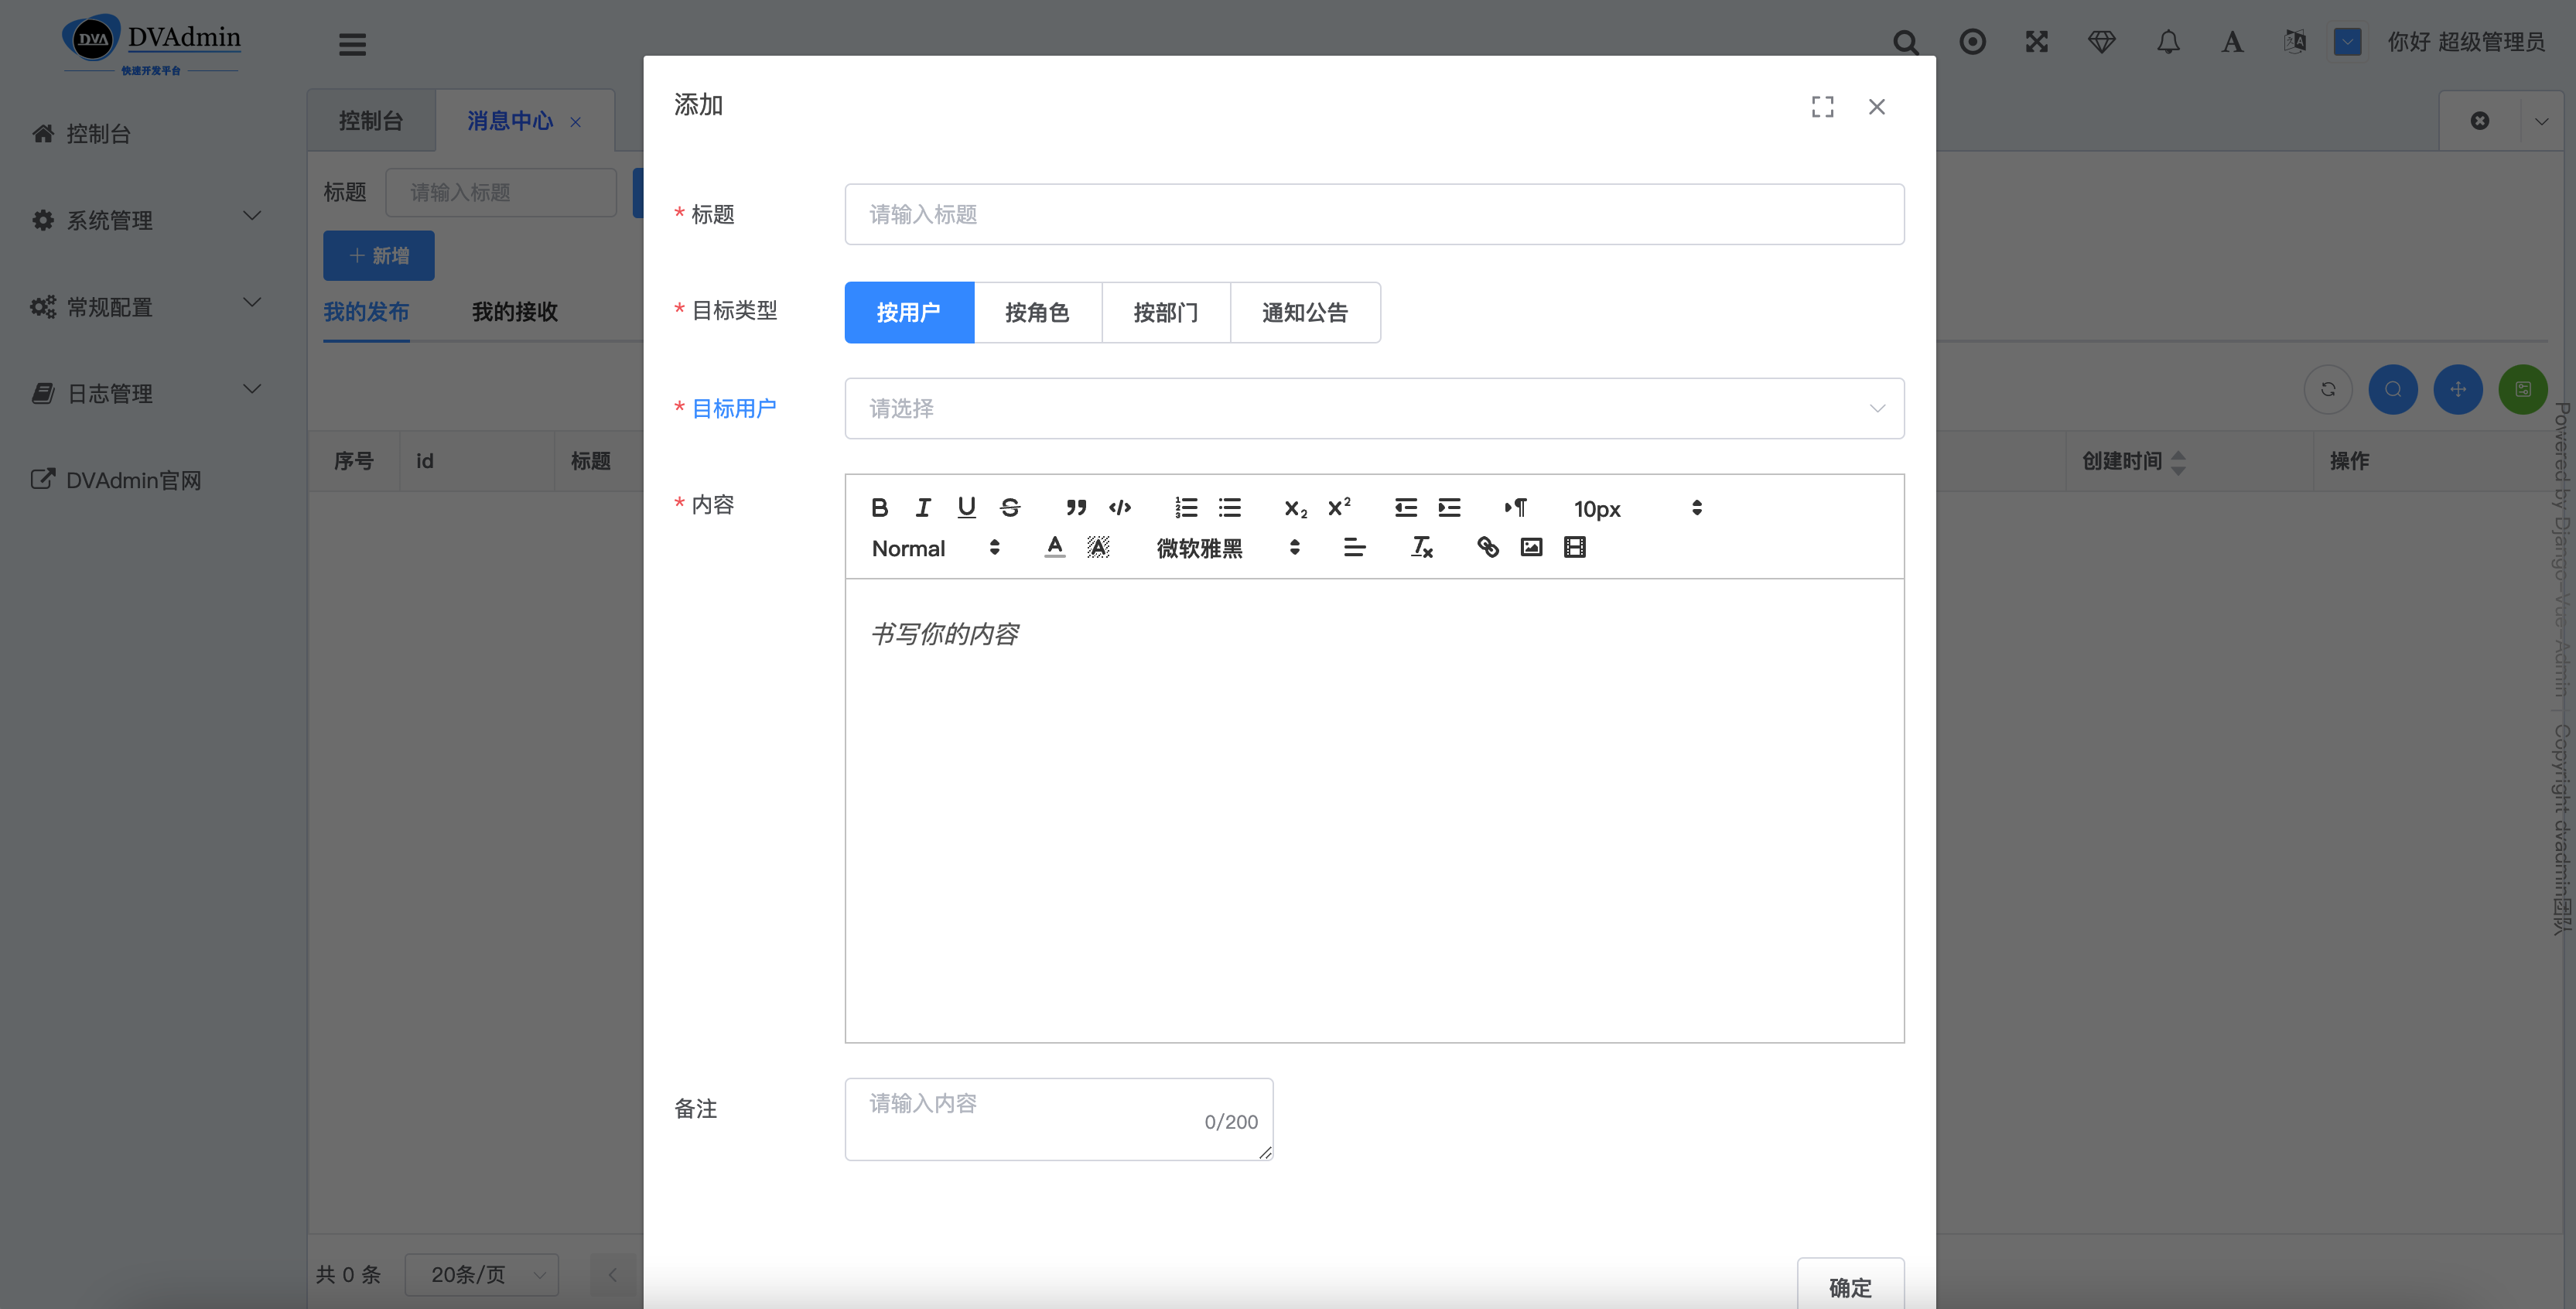 DVA DVAdmin
快速开发平台
你好 超级管理员
控制台
系统管理
常规配置
日志管理
DVAdmin官网
控制台 消息中心
标题 请输入标题
新增
我的发布 我的接收
序号 id 标题 创建时间 操作
共 0 条 20条/页
添加
* 标题 请输入标题
* 目标类型 按用户 按角色 按部门 通知公告
* 目标用户 请选择
* 内容
10px
Normal 微软雅黑
书写你的内容
备注 请输入内容
0/200
确定
Powered by Django-Vue-Admin | Copyright dvadmin团队